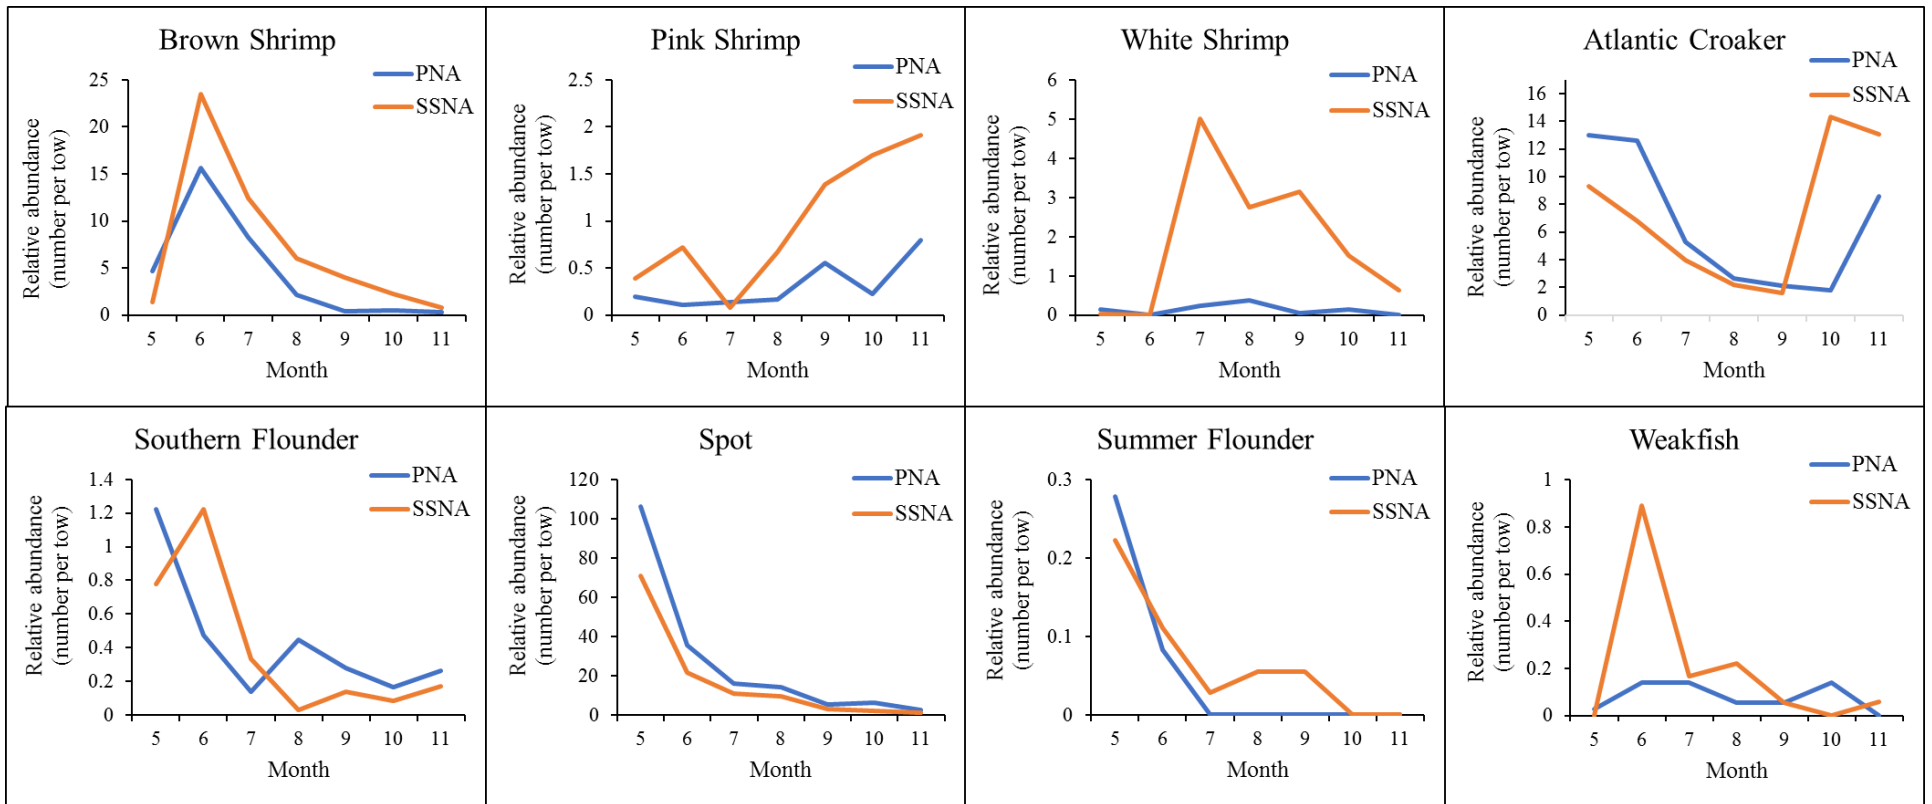 Brown Shrimp
PNA
SSNA
Relative abundance
(number per tow)
25
20
15
10
5
0
5 6 7 8 9 10 11
Month
Pink Shrimp
PNA
SSNA
Relative abundance
(number per tow)
2.5
2
1.5
1
0.5
0
5 6 7 8 9 10 11
Month
White Shrimp
PNA
SSNA
Relative abundance
(number per tow)
6
5
4
3
2
1
0
5 6 7 8 9 10 11
Month
Atlantic Croaker
PNA
SSNA
Relative abundance
(number per tow)
16
14
12
10
8
6
4
2
0
5 6 7 8 9 10 11
Month
Southern Flounder
PNA
SSNA
Relative abundance
(number per tow)
1.4
1.2
1
0.8
0.6
0.4
0.2
0
5 6 7 8 9 10 11
Month
Spot
PNA
SSNA
Relative abundance
(number per tow)
120
100
80
60
40
20
0
5 6 7 8 9 10 11
Month
Summer Flounder
PNA
SSNA
Relative abundance
(number per tow)
0.3
0.2
0.1
0
5 6 7 8 9 10 11
Month
Weakfish
PNA
SSNA
Relative abundance
(number per tow)
1
0.8
0.6
0.4
0.2
0
5 6 7 8 9 10 11
Month